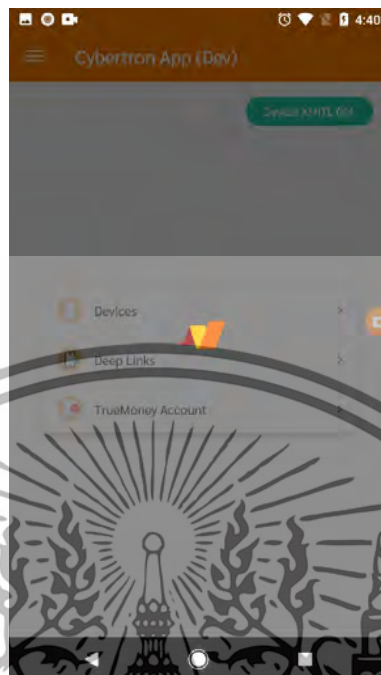 4:40
Cybertron App (Dev)
Devices
Deep Links
TrueMoney Account